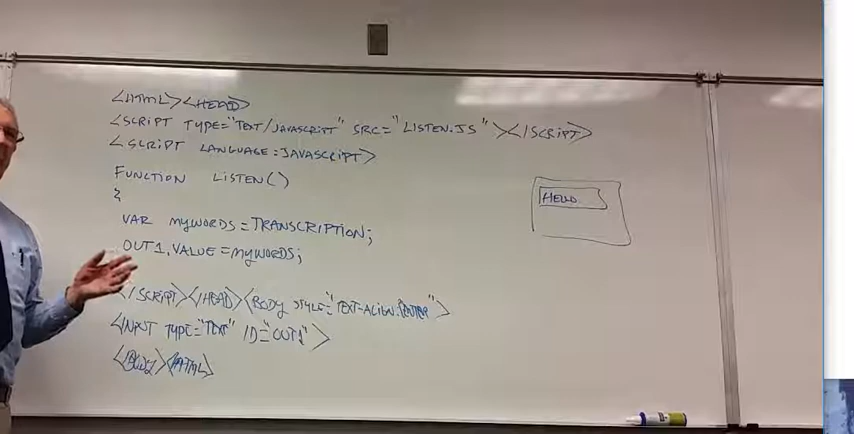 <HTML><HEAD>
<SCRIPT TYPE="TEXT/JAVASCRIPT" SRC="LISTEN.JS"></SCRIPT>
<SCRIPT LANGUAGE=JAVASCRIPT>
FUNCTION LISTEN()
{
VAR MYWORDS=TRANSCRIPTION;
OUT1.VALUE=MYWORDS;
HELLO
</SCRIPT></HEAD><BODY STYLE="TEXT-ALIGN:CENTER">
<INPUT TYPE="TEXT" ID="OUT1">
</BODY></HTML>